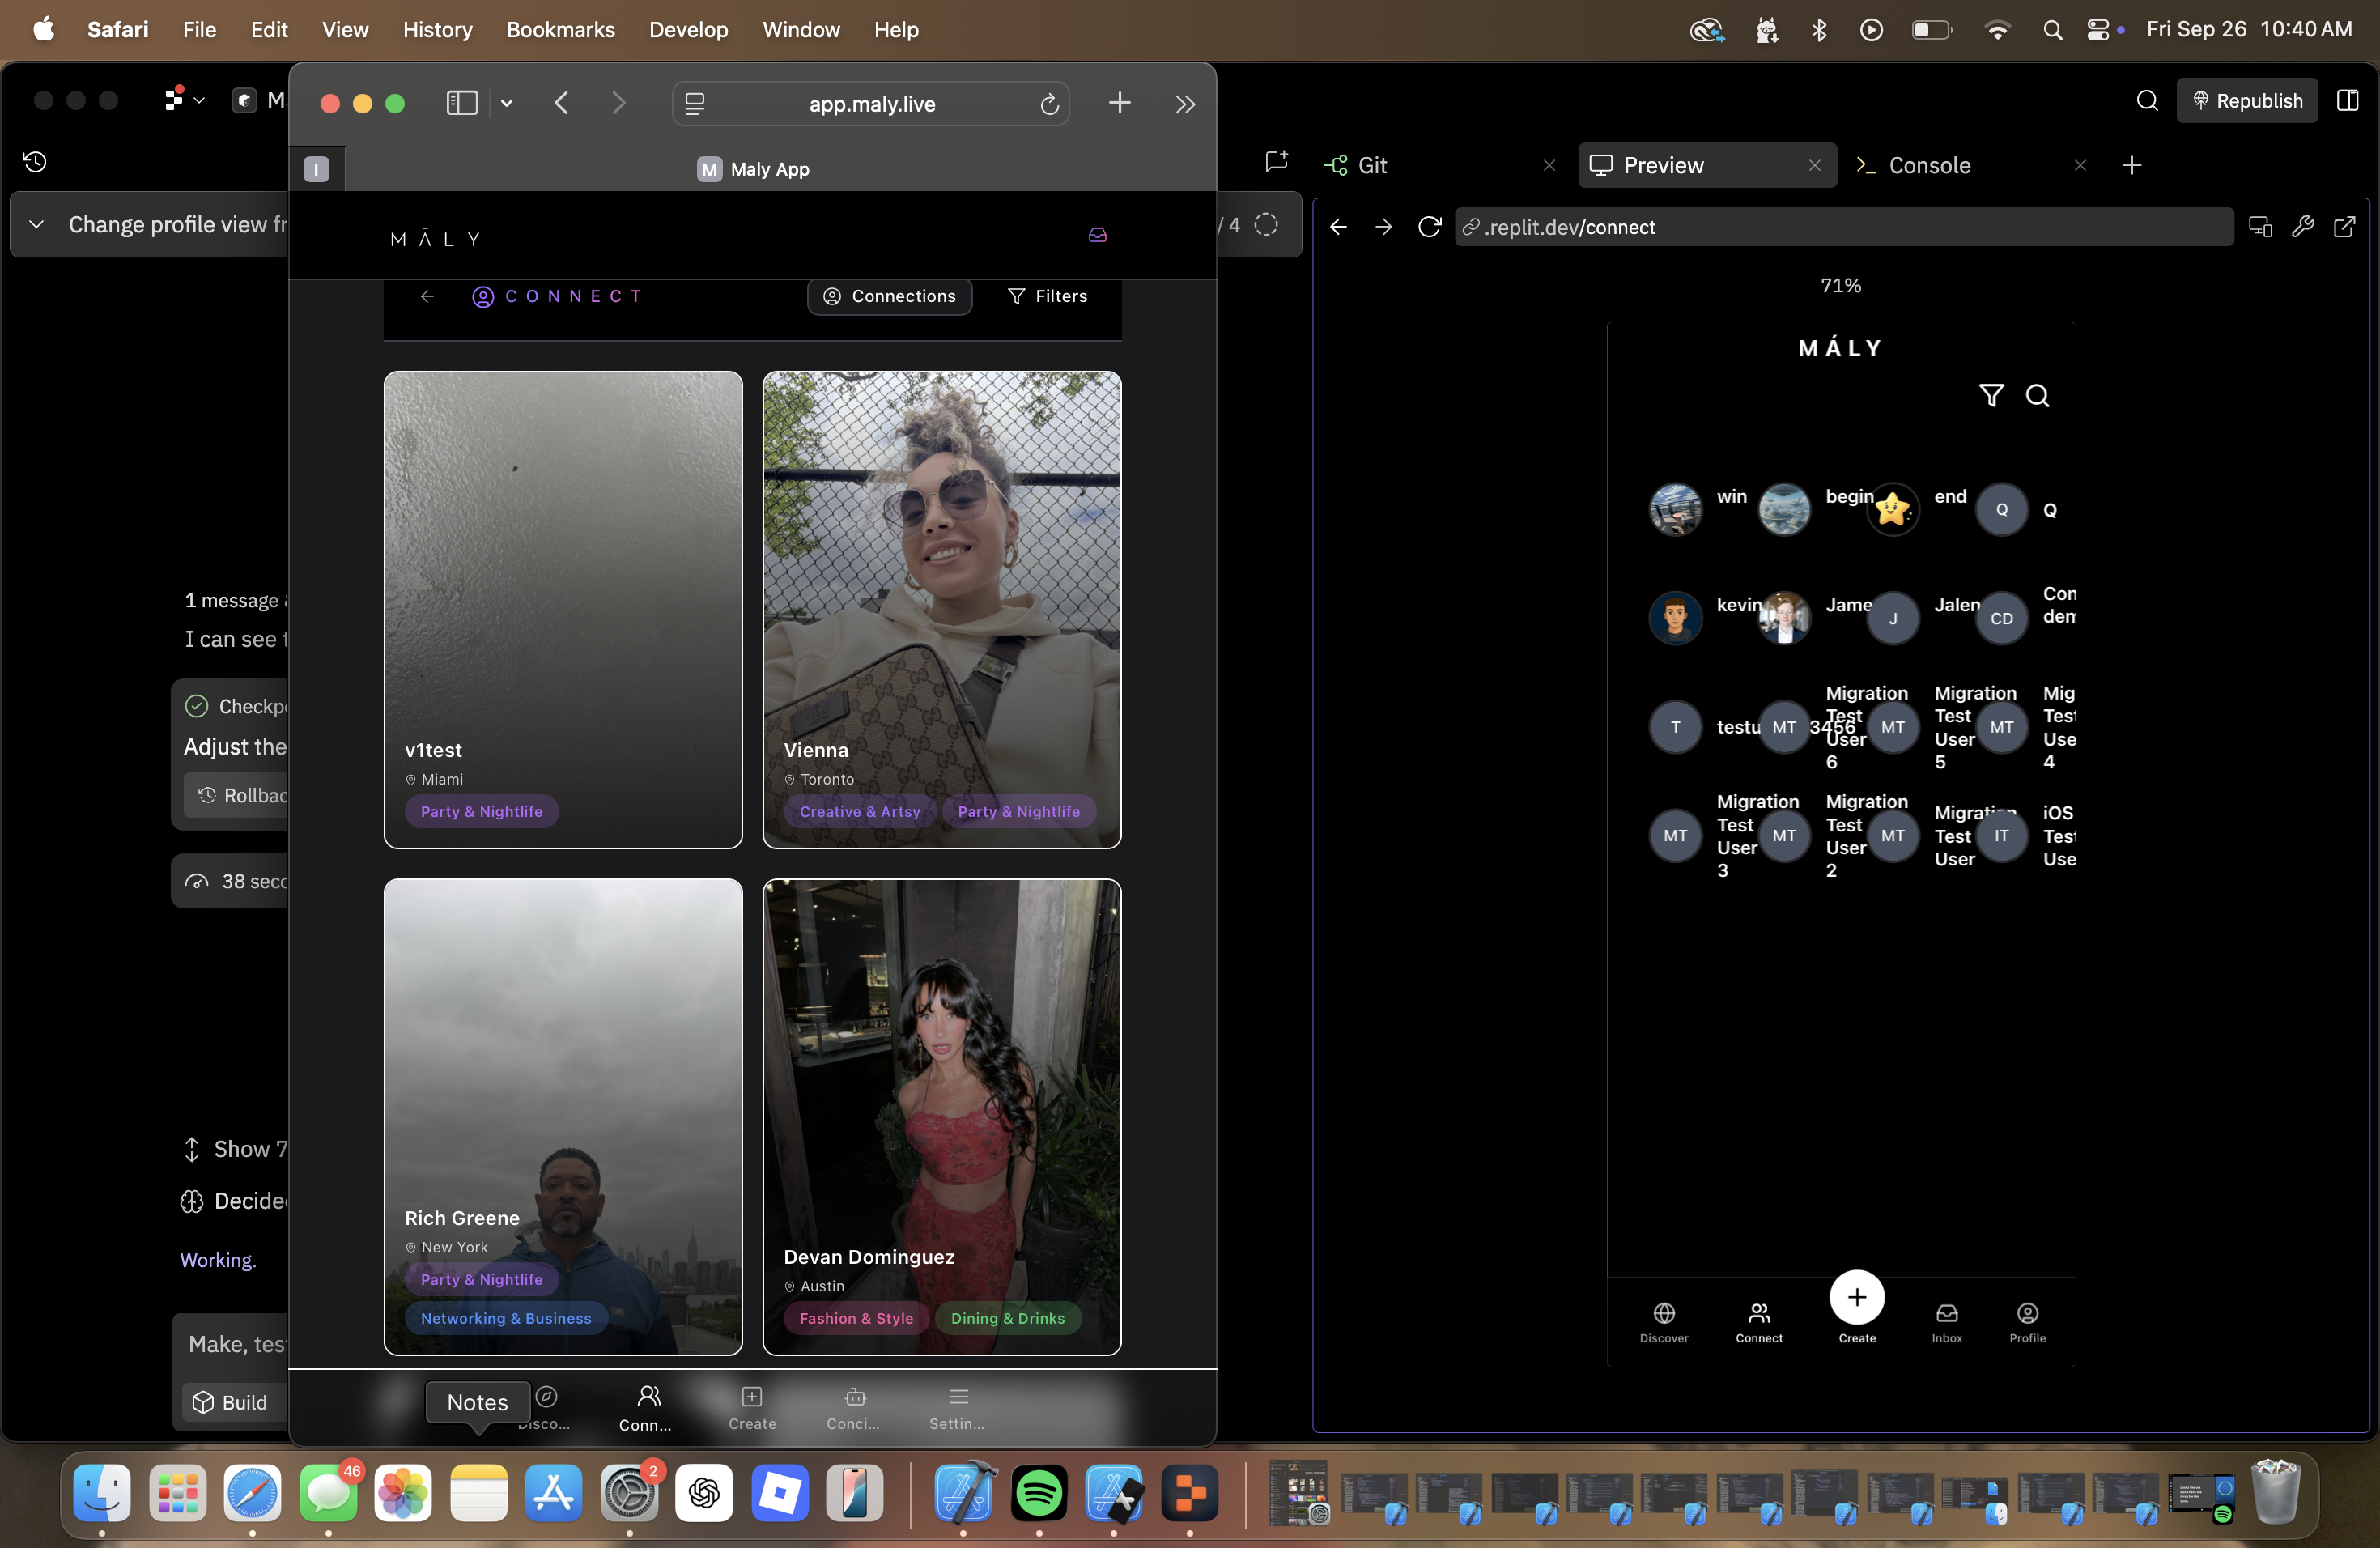 Safari File Edit View History Bookmarks Develop Window Help Fri Sep 26 10:40 AM
app.maly.live
I
M Maly App
Republish
Git
Preview
Console
Change profile view fr
/ 4
.replit.dev/connect
MĀLY
CONNECT
Connections
Filters
v1test
Miami
Party & Nightlife
Vienna
Toronto
Creative & Artsy
Party & Nightlife
Rich Greene
New York
Party & Nightlife
Networking & Business
Devan Dominguez
Austin
Fashion & Style
Dining & Drinks
Notes
Disco...
Conn...
Create
Conci...
Settin...
1 message
I can see t
Checkp
Adjust the
Rollbac
38 seco
Show 7
Decided
Working.
Make, tes
Build
71%
MÁLY
win
begin
end
Q
Q
kevin
Jame
J
Jalen
CD
Con
dem
T
testu
MT
3456
Migration
Test
User
6
MT
Migration
Test
User
5
MT
Mig
Test
Use
4
MT
Migration
Test
User
3
MT
Migration
Test
User
2
MT
Migration
Test
User
IT
iOS
Test
Use
Discover
Connect
Create
Inbox
Profile
46
2